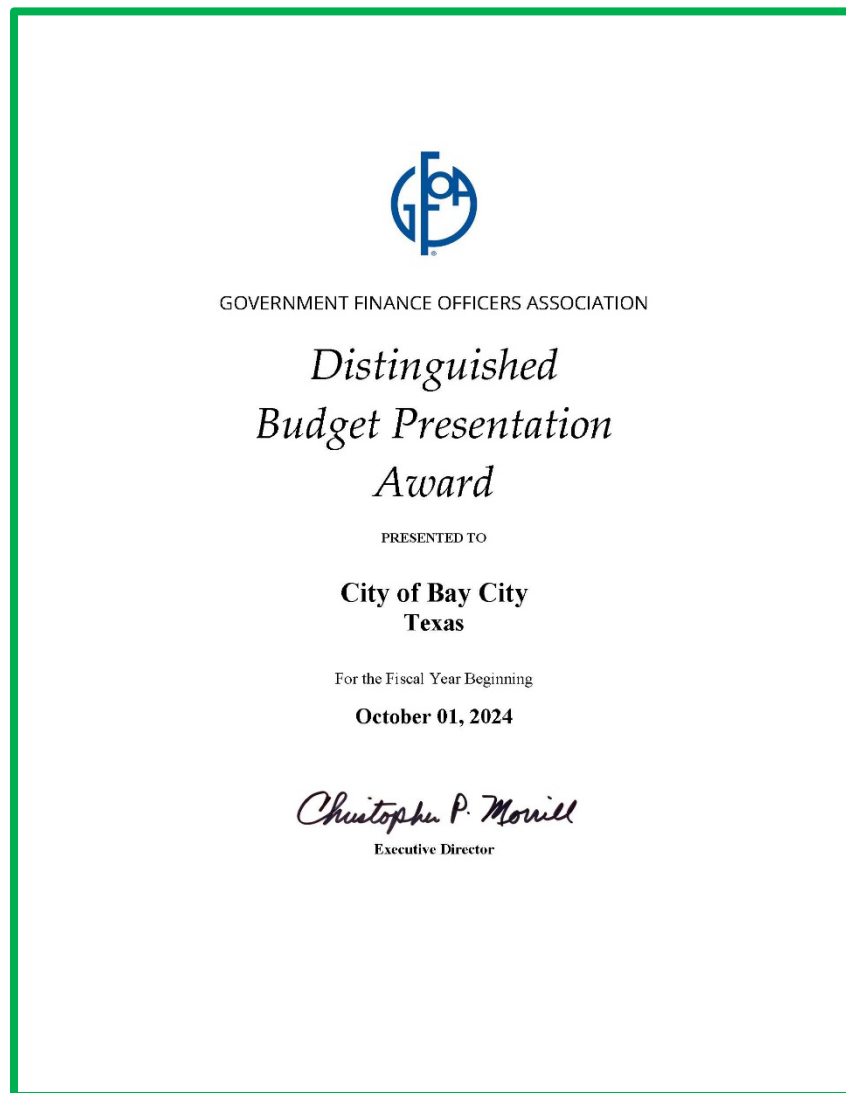 GFOA
GOVERNMENT FINANCE OFFICERS ASSOCIATION
Distinguished
Budget Presentation
Award
PRESENTED TO
City of Bay City
Texas
For the Fiscal Year Beginning
October 01, 2024
Christopher P. Morrill
Executive Director